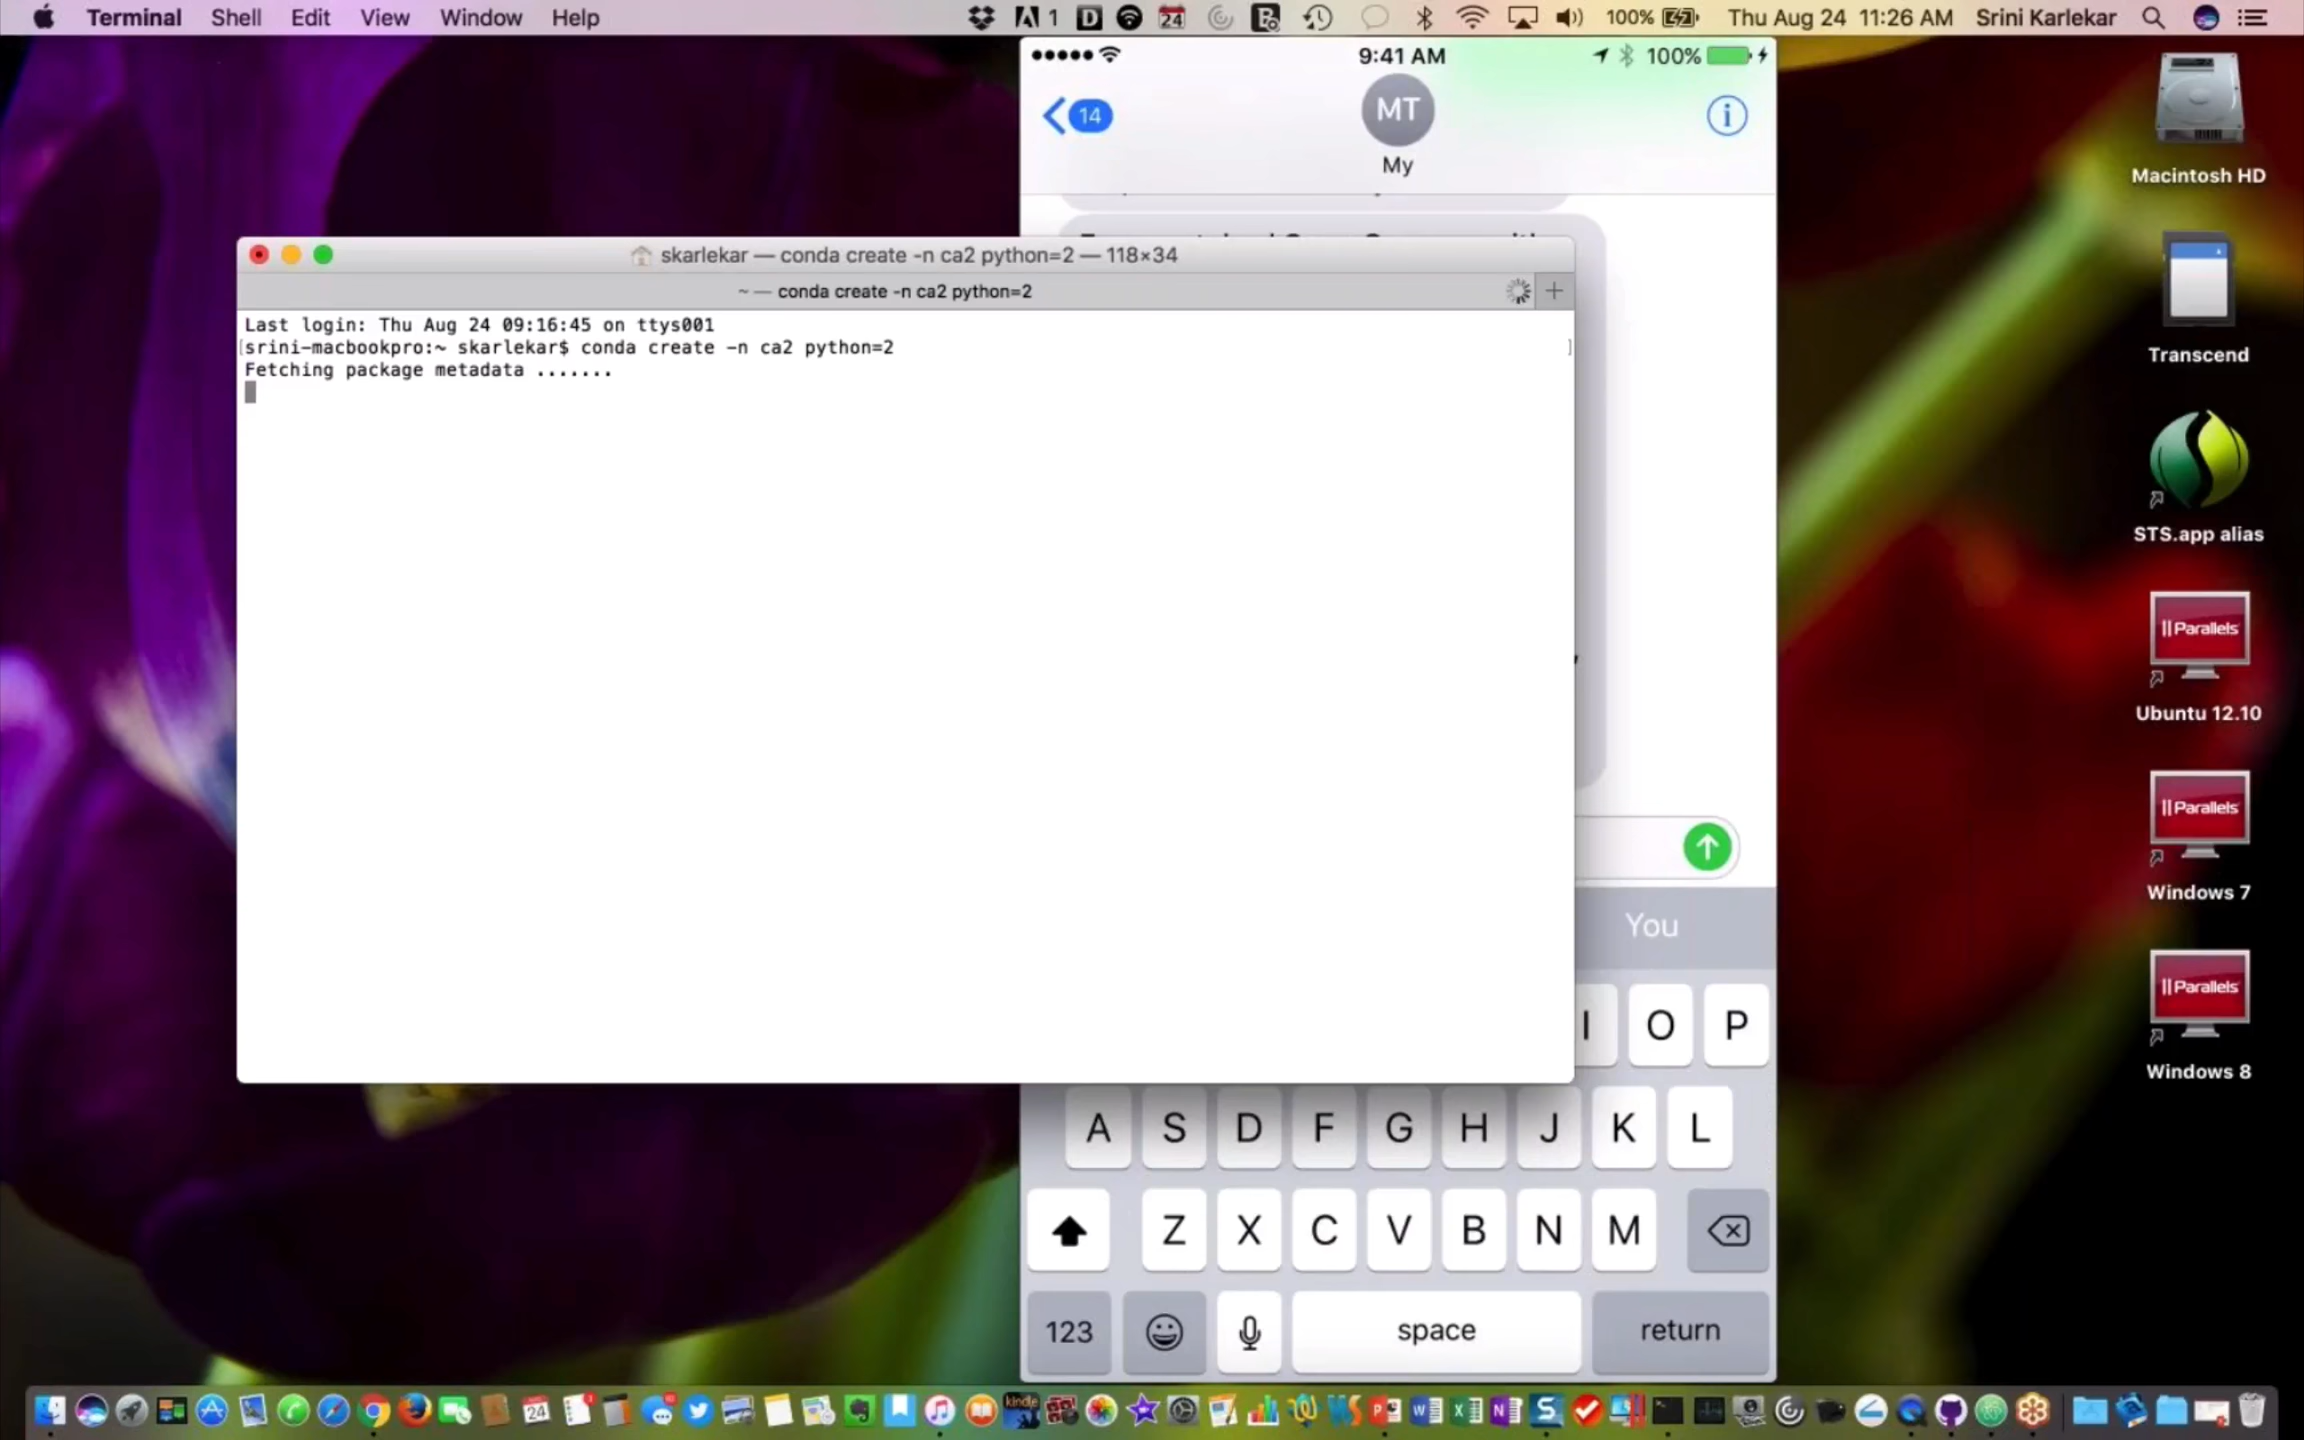 Terminal Shell Edit View Window Help
1 24 100% Thu Aug 24 11:26 AM Srini Karlekar
9:41 AM 100%
14
MT
My
skarlekar — conda create -n ca2 python=2 — 118×34
~ — conda create -n ca2 python=2
Last login: Thu Aug 24 09:16:45 on ttys001
[srini-macbookpro:~ skarlekar$ conda create -n ca2 python=2 ]
Fetching package metadata .......
You
I O P
A S D F G H J K L
Z X C V B N M
123 space return
Macintosh HD
Transcend
STS.app alias
Parallels
Ubuntu 12.10
Parallels
Windows 7
Parallels
Windows 8
24
kindle